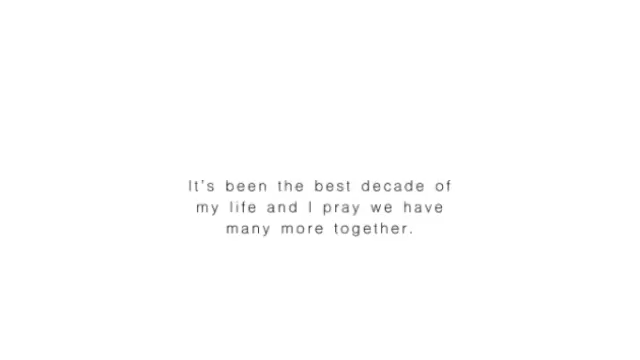 It's been the best decade of
my life and I pray we have
many more together.